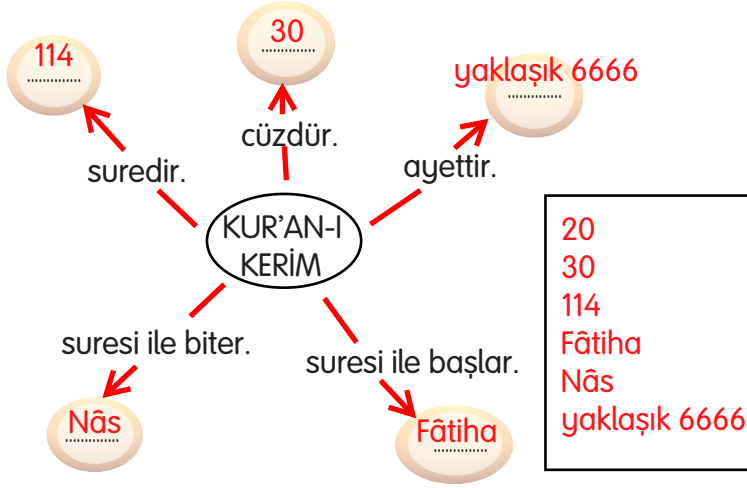 114
30
yaklaşık 6666
suredir.
cüzdür.
ayettir.
KUR’AN-I
KERİM
suresi ile biter.
suresi ile başlar.
Nâs
Fâtiha
20
30
114
Fâtiha
Nâs
yaklaşık 6666